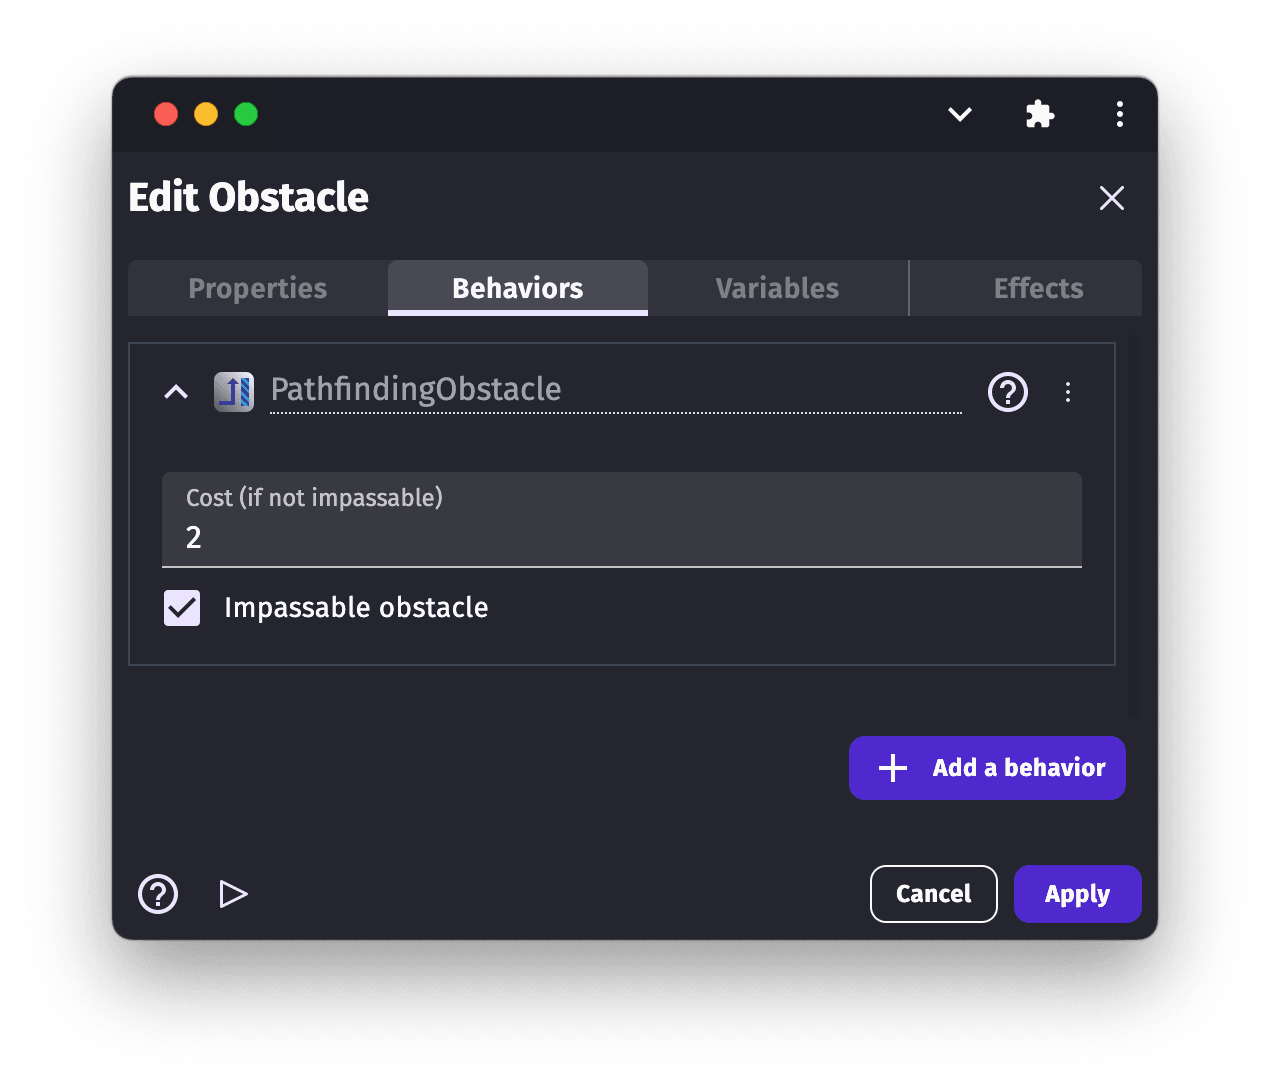 Edit Obstacle
Properties Behaviors Variables Effects
PathfindingObstacle
Cost (if not impassable)
2
Impassable obstacle
Add a behavior
Cancel Apply